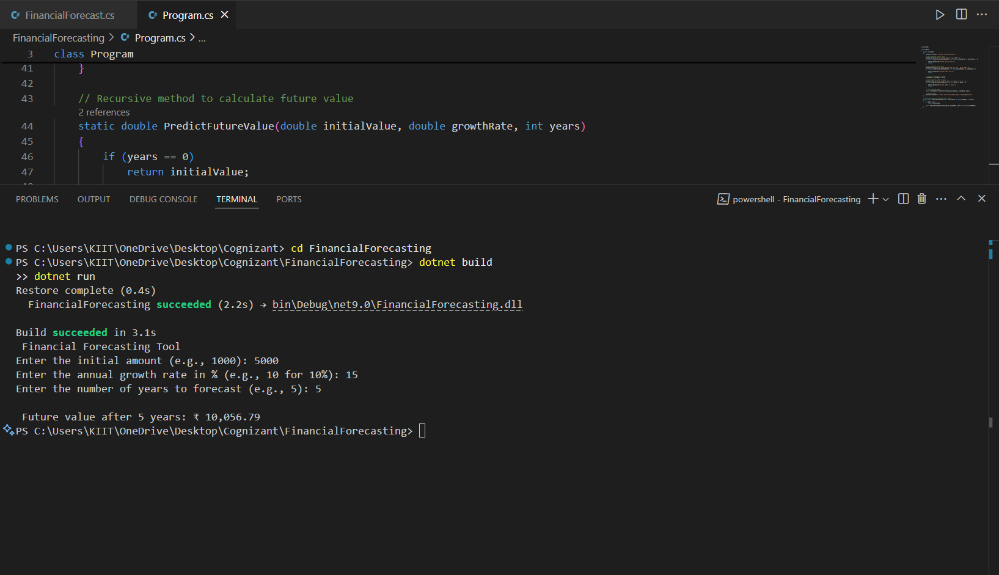 FinancialForecast.cs
Program.cs
FinancialForecasting > Program.cs > ...
3 class Program
41 }
42
43 // Recursive method to calculate future value
2 references
44 static double PredictFutureValue(double initialValue, double growthRate, int years)
45 {
46 if (years == 0)
47 return initialValue;
PROBLEMS OUTPUT DEBUG CONSOLE TERMINAL PORTS
powershell - FinancialForecasting
PS C:\Users\KIIT\OneDrive\Desktop\Cognizant> cd FinancialForecasting
PS C:\Users\KIIT\OneDrive\Desktop\Cognizant\FinancialForecasting> dotnet build
>> dotnet run
Restore complete (0.4s)
FinancialForecasting succeeded (2.2s) → bin\Debug\net9.0\FinancialForecasting.dll
Build succeeded in 3.1s
Financial Forecasting Tool
Enter the initial amount (e.g., 1000): 5000
Enter the annual growth rate in % (e.g., 10 for 10%): 15
Enter the number of years to forecast (e.g., 5): 5
Future value after 5 years: ₹ 10,056.79
PS C:\Users\KIIT\OneDrive\Desktop\Cognizant\FinancialForecasting>